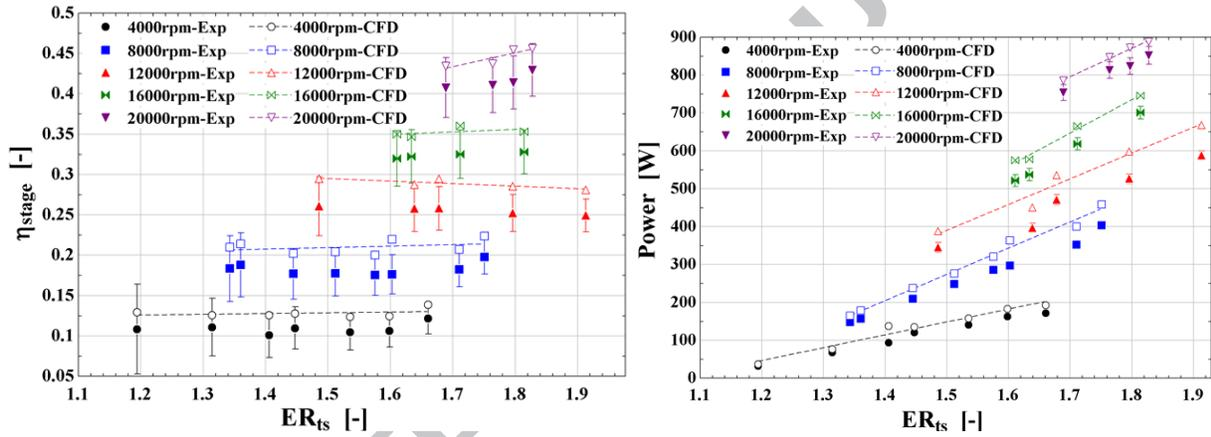 0.5
0.45
0.4
0.35
0.3
0.25
0.2
0.15
0.1
0.05
ηstage [-]
4000rpm-Exp 4000rpm-CFD
8000rpm-Exp 8000rpm-CFD
12000rpm-Exp 12000rpm-CFD
16000rpm-Exp 16000rpm-CFD
20000rpm-Exp 20000rpm-CFD
1.1 1.2 1.3 1.4 1.5 1.6 1.7 1.8 1.9
ERts [-]
900
800
700
600
500
400
300
200
100
0
Power [W]
4000rpm-Exp 4000rpm-CFD
8000rpm-Exp 8000rpm-CFD
12000rpm-Exp 12000rpm-CFD
16000rpm-Exp 16000rpm-CFD
20000rpm-Exp 20000rpm-CFD
1.1 1.2 1.3 1.4 1.5 1.6 1.7 1.8 1.9
ERts [-]